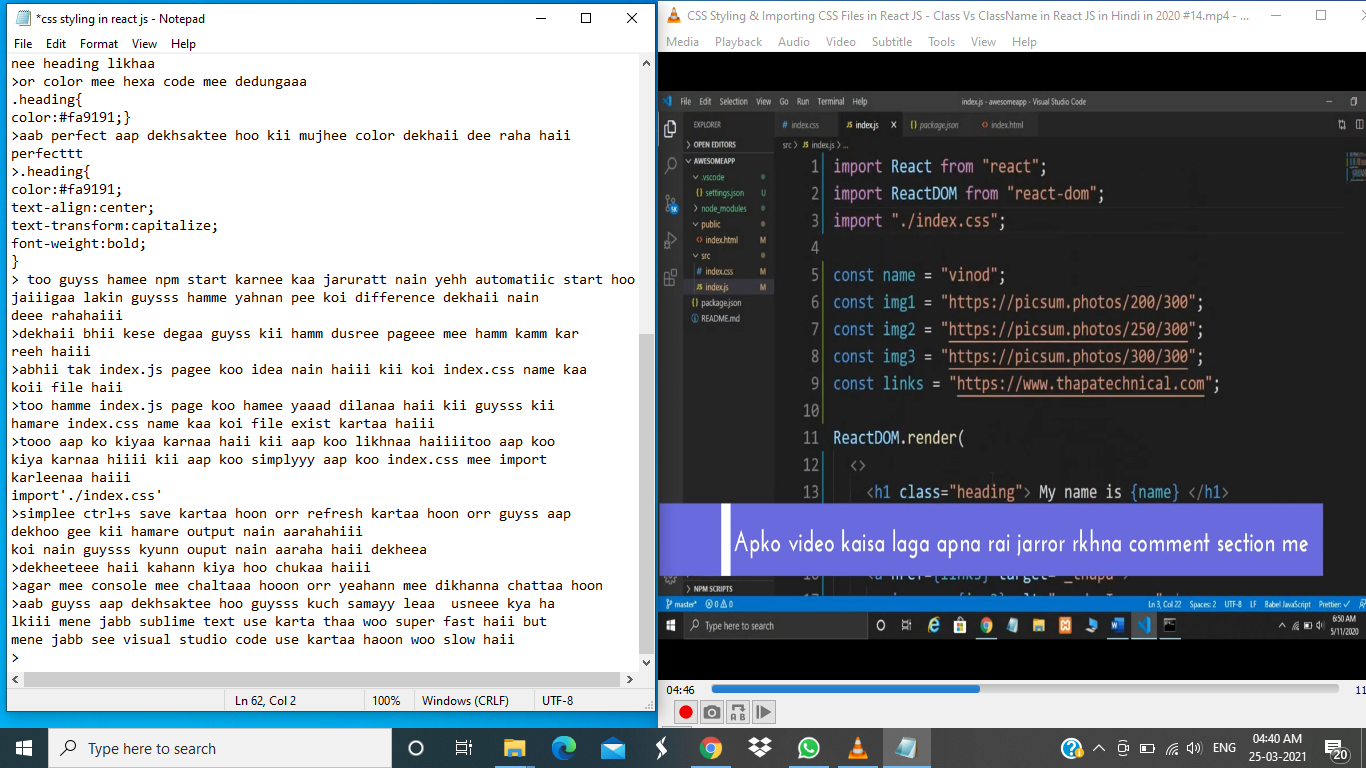 *css styling in react js - Notepad
File Edit Format View Help
nee heading likhaa
>or color mee hexa code mee dedungaaa
.heading{
color:#fa9191;}
>aab perfect aap dekhsaktee hoo kii mujhee color dekhaii dee raha haii
perfecttt
>.heading{
color:#fa9191;
text-align:center;
text-transform:capitalize;
font-weight:bold;
}
> too guyss hamee npm start karnee kaa jaruratt nain yehh automatiic start hoo
jaiiigaa lakin guysss hamme yahnan pee koi difference dekhaii nain
deee rahahaiii
>dekhaii bhii kese degaa guyss kii hamm dusree pageee mee hamm kamm kar
reeh haiii
>abhii tak index.js pagee koo idea nain haiii kii koi index.css name kaa
koii file haii
>too hamme index.js page koo hamee yaaad dilanaa haii kii guysss kii
hamare index.css name kaa koi file exist kartaa haiii
>tooo aap ko kiyaa karnaa haii kii aap koo likhnaa haiiiitoo aap koo
kiya karnaa hiiii kii aap koo simplyyy aap koo index.css mee import
karleenaa haiii
import'./index.css'
>simplee ctrl+s save kartaa hoon orr refresh kartaa hoon orr guyss aap
dekhoo gee kii hamare output nain aarahahiii
koi nain guysss kyunn ouput nain aaraha haii dekheea
>dekheeteee haii kahann kiya hoo chukaa haiii
>agar mee console mee chaltaaa hooon orr yeahann mee dikhanna chattaa hoon
>aab guyss aap dekhsaktee hoo guysss kuch samayy leaa  usneee kya ha
lkiii mene jabb sublime text use karta thaa woo super fast haii but
mene jabb see visual studio code use kartaa haoon woo slow haii
>
Ln 62, Col 2 100% Windows (CRLF) UTF-8
CSS Styling & Importing CSS Files in React JS - Class Vs ClassName in React JS in Hindi in 2020 #14.mp4 - ...
Media Playback Audio Video Subtitle Tools View Help
File Edit Selection View Go Run Terminal Help index.js - awesomeapp - Visual Studio Code
EXPLORER
OPEN EDITORS
AWESOMEAPP
.vscode
{} settings.json U
node_modules
public
<> index.html M
src
# index.css M
JS index.js M
{} package.json
README.md
NPM SCRIPTS
# index.css JS index.js X {} package.json <> index.html
src > JS index.js > ...
1 import React from "react";
2 import ReactDOM from "react-dom";
3 import "./index.css";
4
5 const name = "vinod";
6 const img1 = "https://picsum.photos/200/300";
7 const img2 = "https://picsum.photos/250/300";
8 const img3 = "https://picsum.photos/300/300";
9 const links = "https://www.thapatechnical.com";
10
11 ReactDOM.render(
12 <>
13 <h1 class="heading"> My name is {name} </h1>
Apko video kaisa laga apna rai jarror rkhna comment section me
master* 0 0 Ln 3, Col 22 Spaces: 2 UTF-8 LF Babel JavaScript Prettier: ✓
Type here to search
6:50 AM
5/11/2020
04:46
11
Type here to search
ENG
04:40 AM
25-03-2021
20